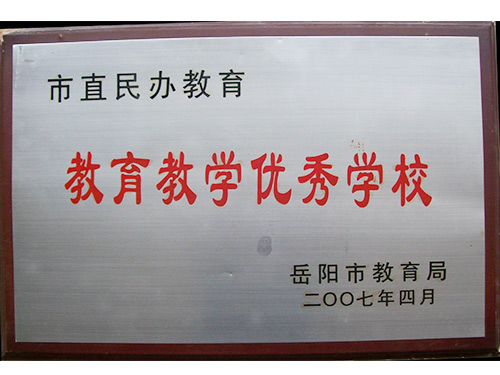 市直民办教育
教育教学优秀学校
岳阳市教育局
二〇〇七年四月